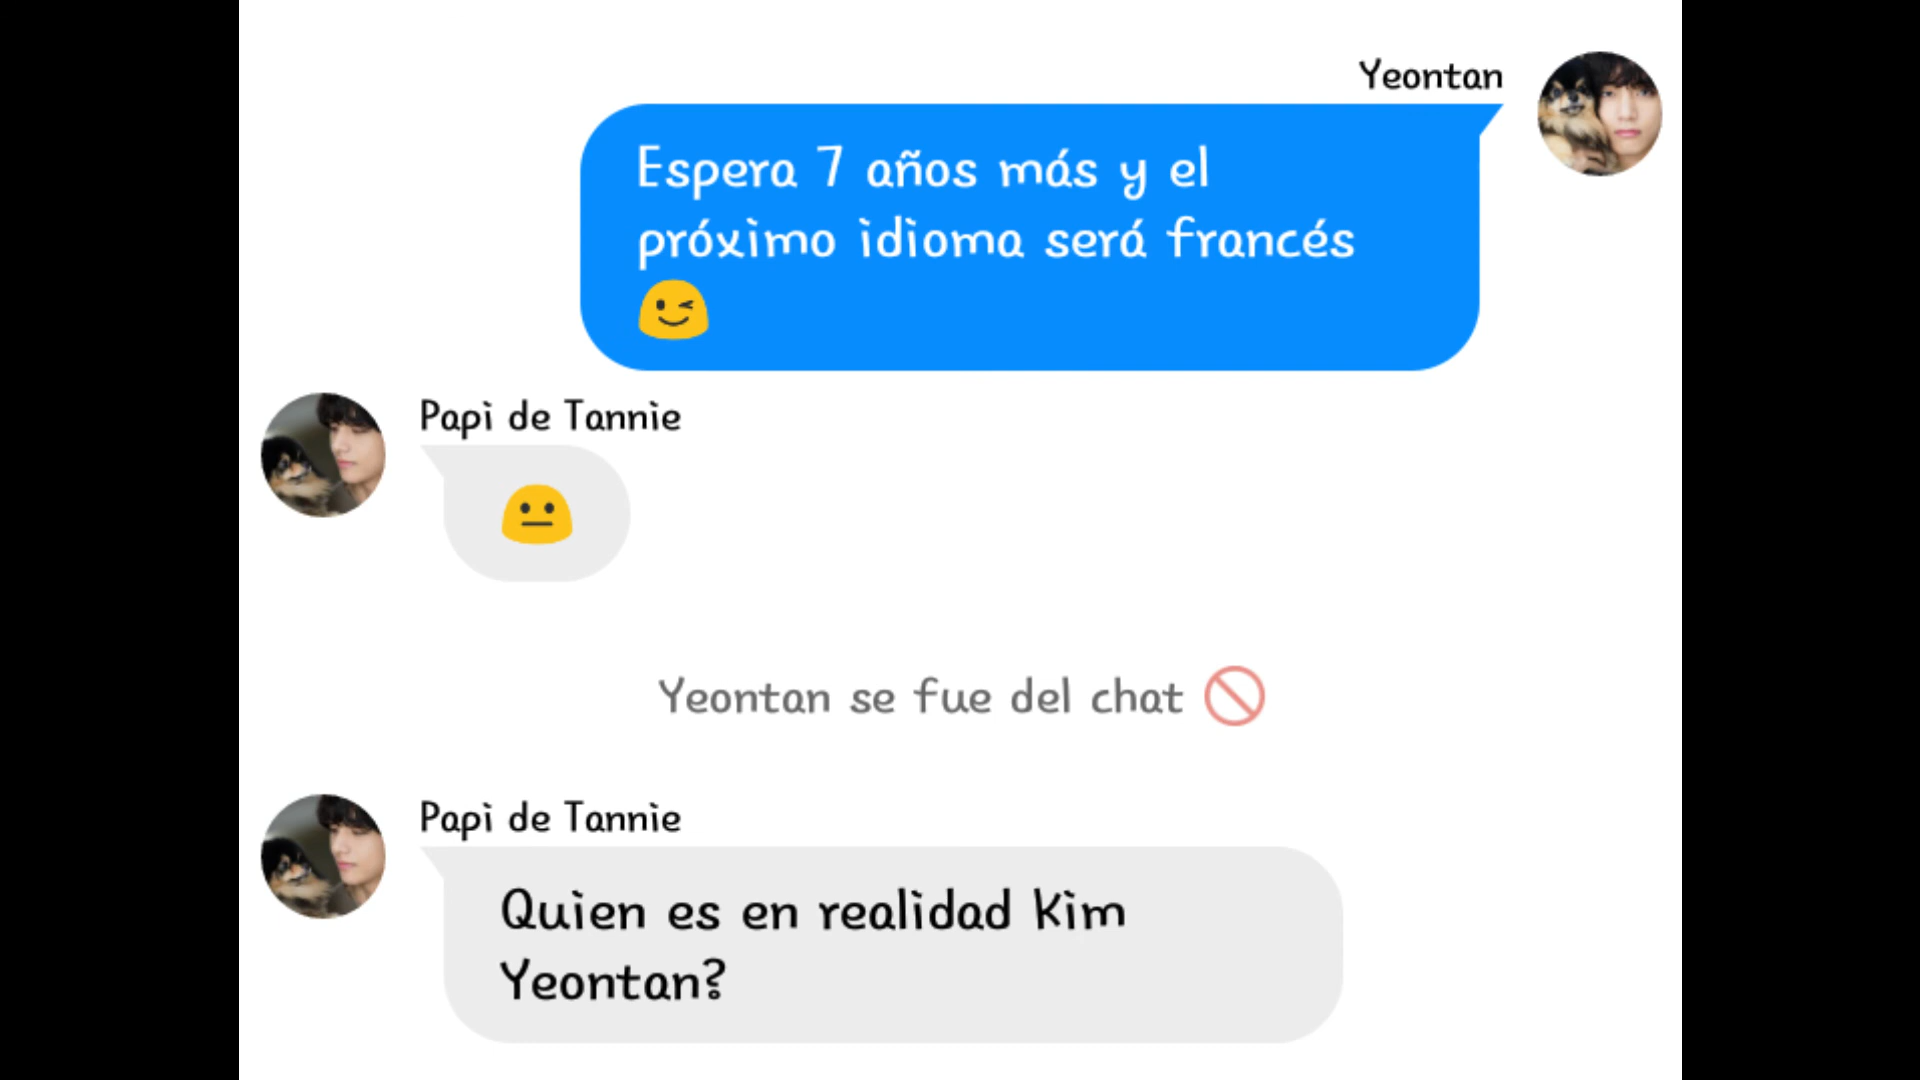 Yeontan
Espera 7 años más y el
próximo idioma será francés
😉
Papi de Tannie
😐
Yeontan se fue del chat 🚫
Papi de Tannie
Quien es en realidad kim
Yeontan?